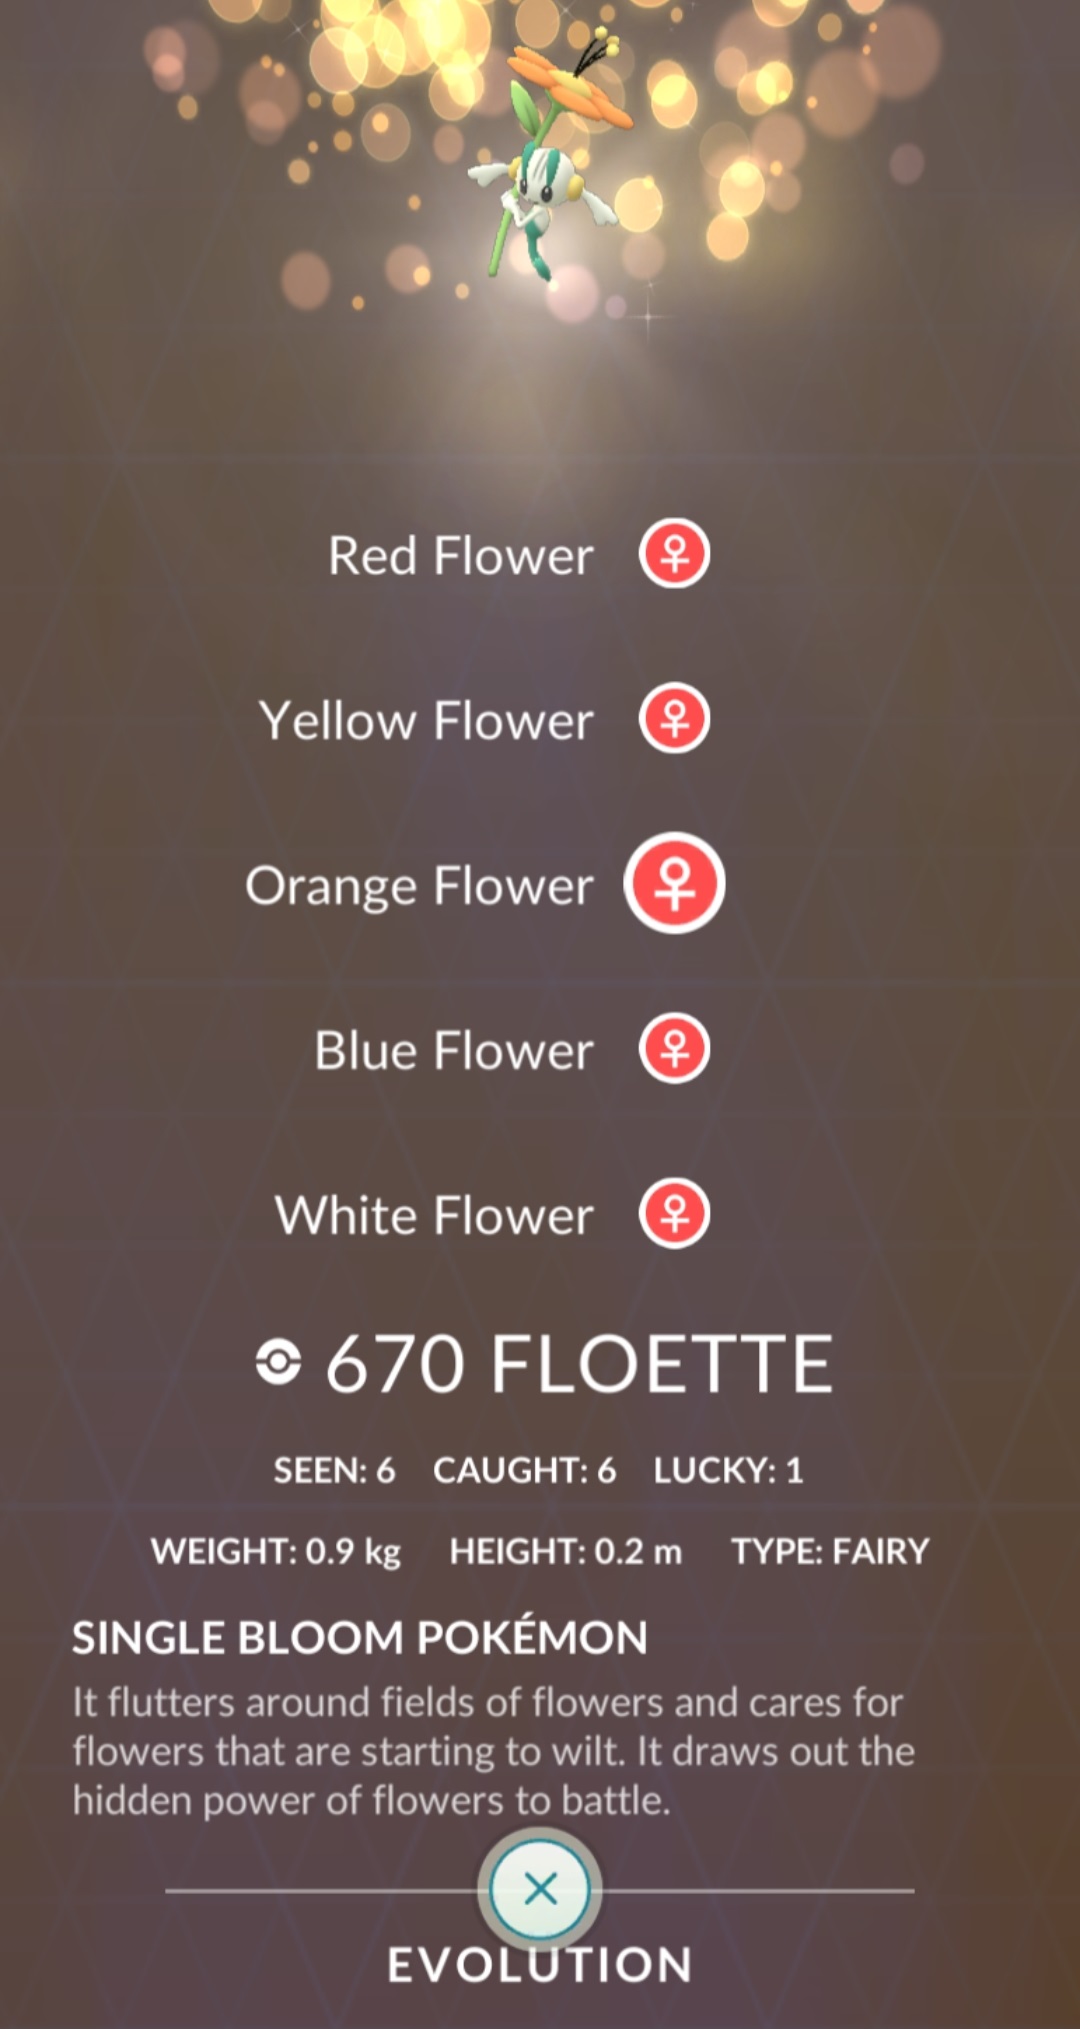 Red Flower
Yellow Flower
Orange Flower
Blue Flower
White Flower
670 FLOETTE
SEEN: 6 CAUGHT: 6 LUCKY: 1
WEIGHT: 0.9 kg HEIGHT: 0.2 m TYPE: FAIRY
SINGLE BLOOM POKÉMON
It flutters around fields of flowers and cares for
flowers that are starting to wilt. It draws out the
hidden power of flowers to battle.
EVOLUTION